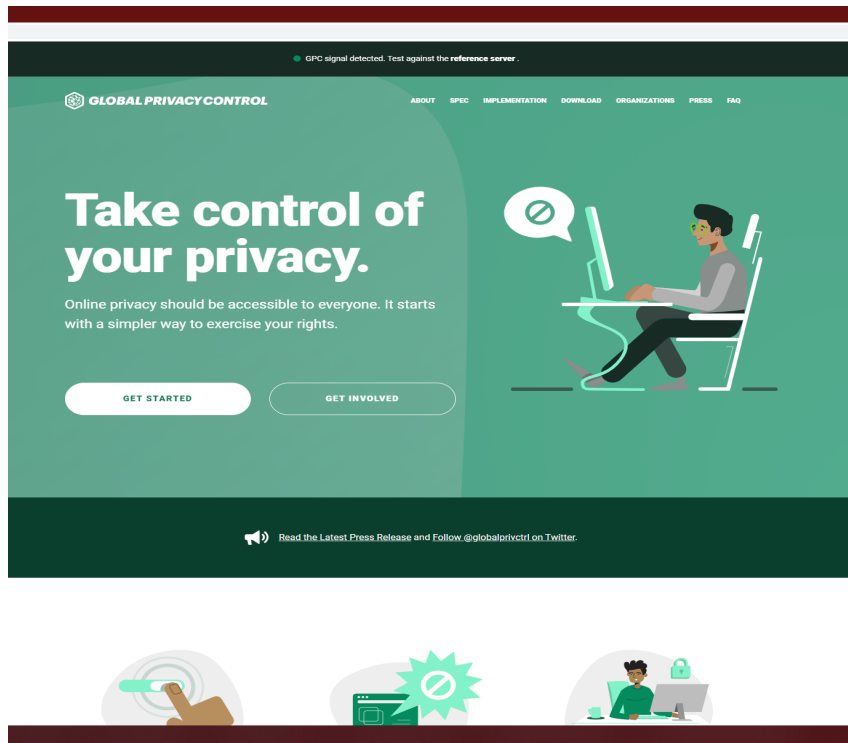 GPC signal detected. Test against the reference server .
GLOBAL PRIVACY CONTROL
ABOUT SPEC IMPLEMENTATION DOWNLOAD ORGANIZATIONS PRESS FAQ
Take control of
your privacy.
Online privacy should be accessible to everyone. It starts
with a simpler way to exercise your rights.
GET STARTED
GET INVOLVED
Read the Latest Press Release and Follow @globalprivctrl on Twitter.